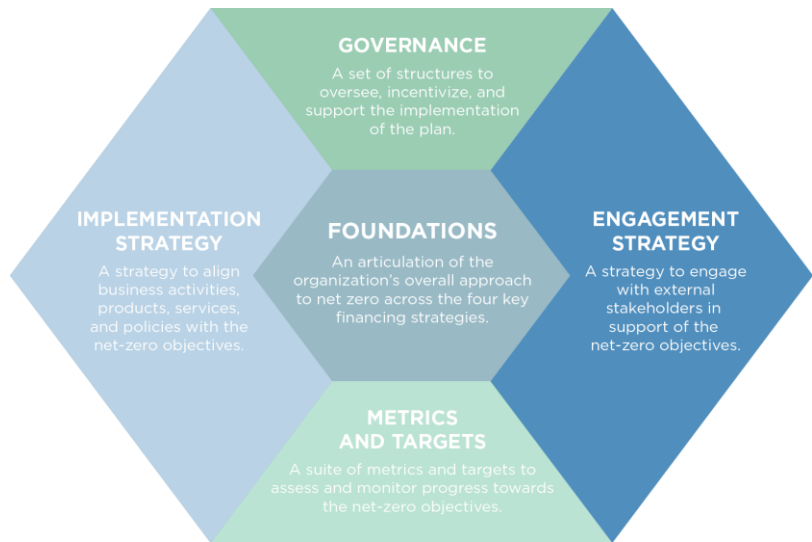 GOVERNANCE
A set of structures to
oversee, incentivize, and
support the implementation
of the plan.
IMPLEMENTATION
STRATEGY
A strategy to align
business activities,
products, services,
and policies with the
net-zero objectives.
FOUNDATIONS
An articulation of the
organization's overall approach
to net zero across the four key
financing strategies.
ENGAGEMENT
STRATEGY
A strategy to engage
with external
stakeholders in
support of the
net-zero objectives.
METRICS
AND TARGETS
A suite of metrics and targets to
assess and monitor progress towards
the net-zero objectives.